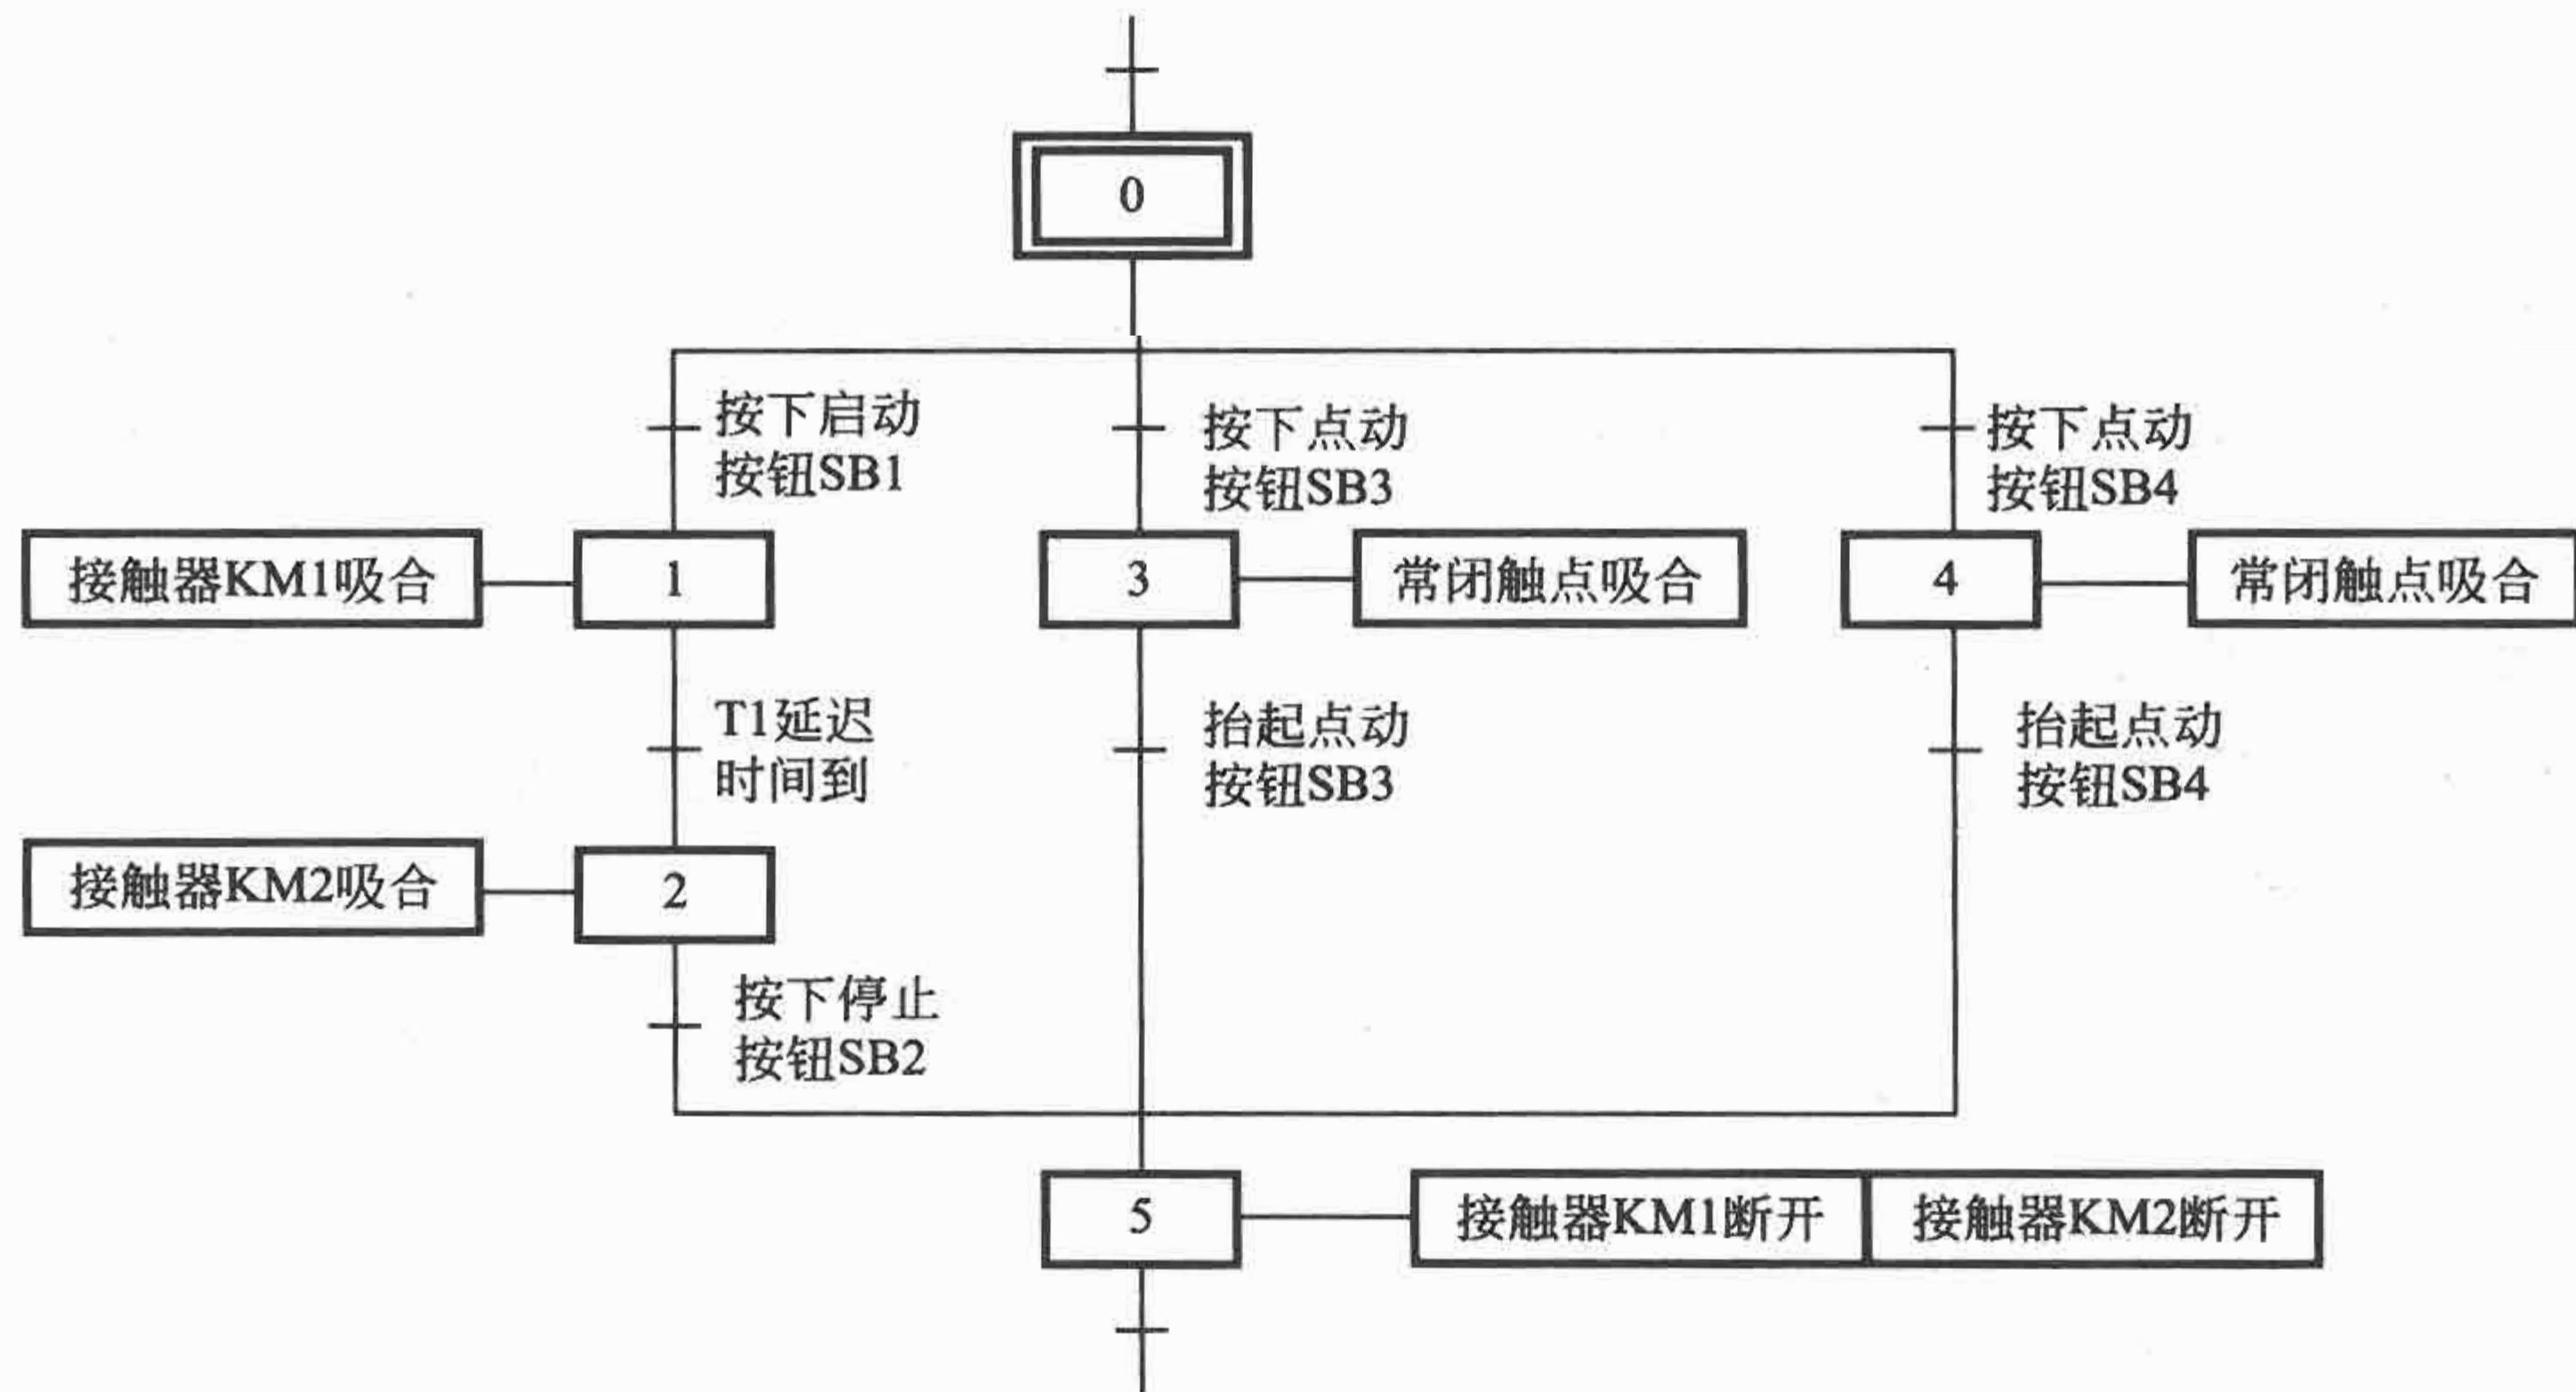 0
按下启动
按钮SB1
按下点动
按钮SB3
按下点动
按钮SB4
接触器KM1吸合
1
3
常闭触点吸合
4
常闭触点吸合
T1延迟
时间到
抬起点动
按钮SB3
抬起点动
按钮SB4
接触器KM2吸合
2
按下停止
按钮SB2
5
接触器KM1断开
接触器KM2断开